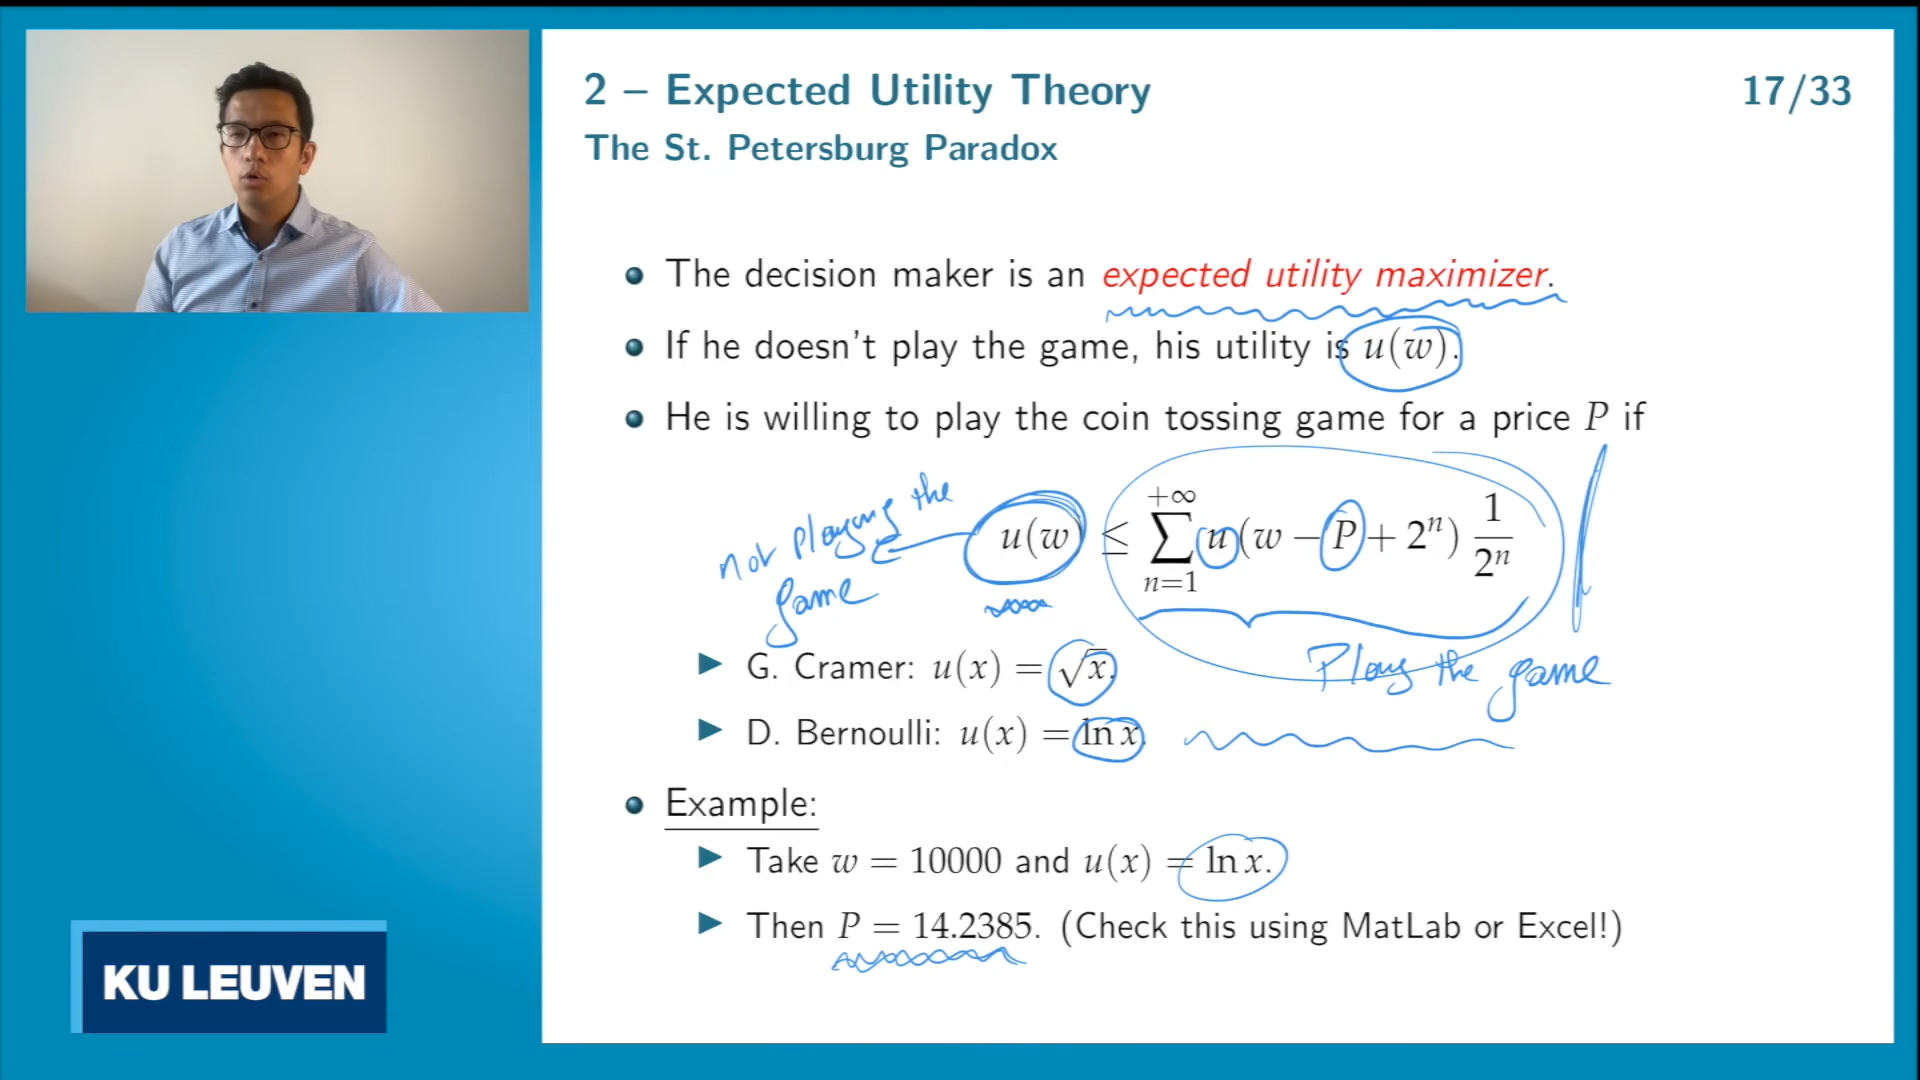 2 – Expected Utility Theory 17/33
The St. Petersburg Paradox
The decision maker is an expected utility maximizer.
If he doesn't play the game, his utility is u(w).
He is willing to play the coin tossing game for a price P if
not playing the
game
u(w) ≤ ∑_{n=1}^{+∞} u(w − P + 2ⁿ) 1/2ⁿ
G. Cramer: u(x) = √x.
Play the game
D. Bernoulli: u(x) = ln x.
Example:
Take w = 10000 and u(x) = ln x.
Then P = 14.2385. (Check this using MatLab or Excel!)
KU LEUVEN